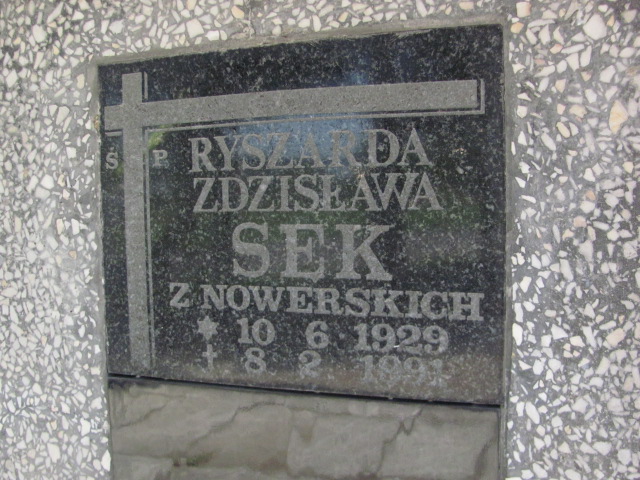 Ś P RYSZARDA
ZDZISŁAWA
SEK
Z NOWERSKICH
* 10 6 1929
† 8 2